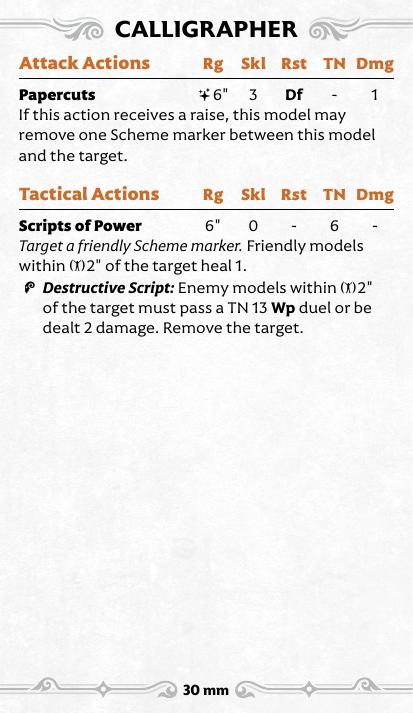 CALLIGRAPHER
Attack Actions Rg Skl Rst TN Dmg
Papercuts 6" 3 Df - 1
If this action receives a raise, this model may
remove one Scheme marker between this model
and the target.
Tactical Actions Rg Skl Rst TN Dmg
Scripts of Power 6" 0 - 6 -
Target a friendly Scheme marker. Friendly models
within 2" of the target heal 1.
Destructive Script: Enemy models within 2"
of the target must pass a TN 13 Wp duel or be
dealt 2 damage. Remove the target.
30 mm